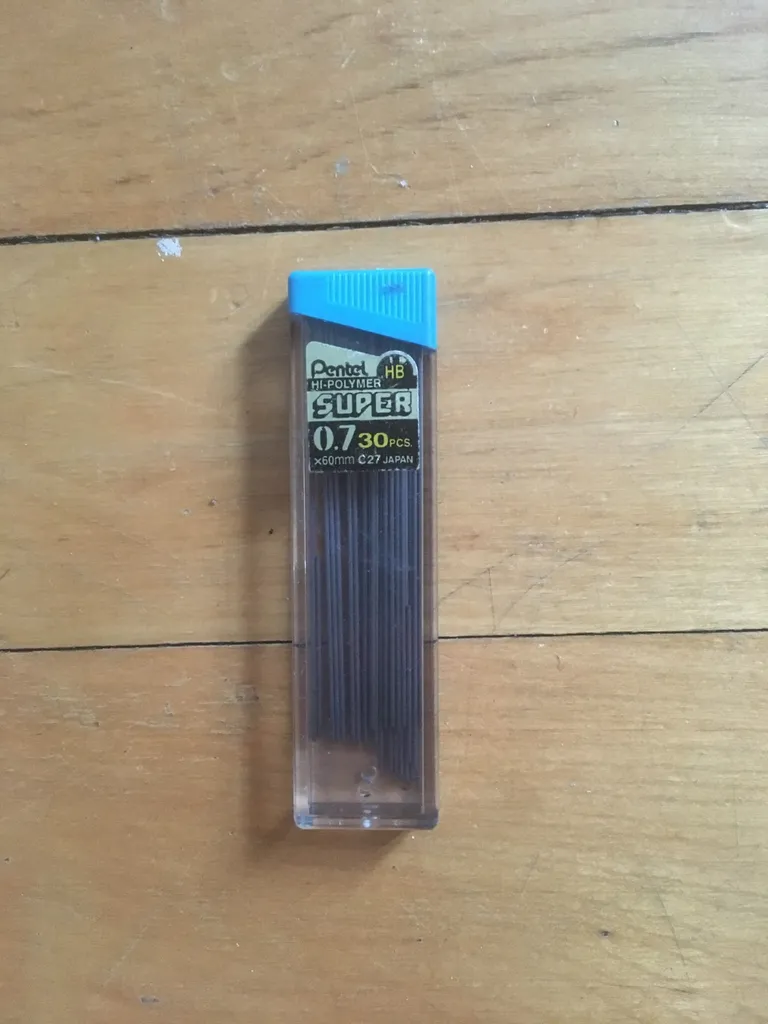 Pentel HB
HI-POLYMER
SUPER
0.7 30 PCS.
×60mm C27 JAPAN